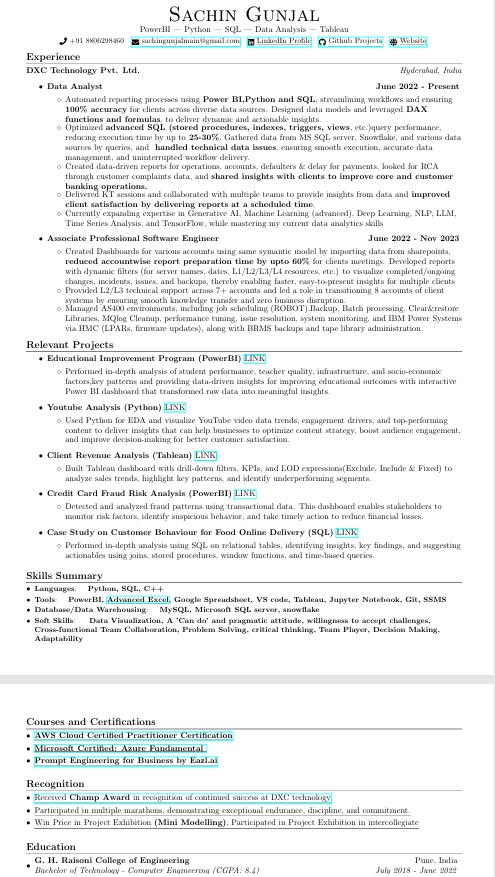 SACHIN GUNJAL
PowerBI — Python — SQL — Data Analysis — Tableau
+91 8806298460 sachingunjalmain@gmail.com LinkedIn Profile Github Projects Website
Experience
DXC Technology Pvt. Ltd. Hyderabad, India
• Data Analyst June 2022 - Present
◦ Automated reporting processes using Power BI,Python and SQL, streamlining workflows and ensuring
100% accuracy for clients across diverse data sources. Designed data models and leveraged DAX
functions and formulas, to deliver dynamic and actionable insights.
◦ Optimized advanced SQL (stored procedures, indexes, triggers, views, etc.)query performance,
reducing execution time by up to 25-30%, Gathered data from MS SQL Server, Snowflake, and various data
sources by queries, and handled technical data issues, ensuring smooth execution, accurate data
management, and uninterrupted workflow delivery.
◦ Created data-driven reports for operations, accounts, defaulters & delay for payments, looked for RCA
through customer complaints data, and shared insights with clients to improve core and customer
banking operations.
◦ Delivered KT sessions and collaborated with multiple teams to provide insights from data and improved
client satisfaction by delivering reports at a scheduled time.
◦ Currently expanding expertise in Generative AI, Machine Learning (advanced), Deep Learning, NLP, LLM,
Time Series Analysis, and TensorFlow, while mastering my current data analytics skills
• Associate Professional Software Engineer June 2022 - Nov 2023
◦ Created Dashboards for various accounts using same symantic model by importing data from sharepoints,
reduced accountwise report preparation time by upto 60% for clients meetings. Developed reports
with dynamic filters (for server names, dates, L1/L2/L3/L4 resources, etc.) to visualize completed/ongoing
changes, incidents, issues, and backups, thereby enabling faster, easy-to-present insights for multiple clients
◦ Provided L2/L3 technical support across 7+ accounts and led a role in transitioning 8 accounts of client
systems by ensuring smooth knowledge transfer and zero business disruption.
◦ Managed AS400 environments, including job scheduling (ROBOT),Backup, Batch processing, Clear&restore
Libraries, MQlog Cleanup, performance tuning, issue resolution, system monitoring, and IBM Power Systems
via HMC (LPARs, firmware updates), along with BRMS backups and tape library administration.
Relevant Projects
• Educational Improvement Program (PowerBI) LINK
◦ Performed in-depth analysis of student performance, teacher quality, infrastructure, and socio-economic
factors,key patterns and providing data-driven insights for improving educational outcomes with interactive
Power BI dashboard that transformed raw data into meaningful insights.
• Youtube Analysis (Python) LINK
◦ Used Python for EDA and visualize YouTube video data trends, engagement drivers, and top-performing
content to deliver insights that can help businesses to optimize content strategy, boost audience engagement,
and improve decision-making for better customer satisfaction.
• Client Revenue Analysis (Tableau) LINK
◦ Built Tableau dashboard with drill-down filters, KPIs, and LOD expressions(Exclude, Include & Fixed) to
analyze sales trends, highlight key patterns, and identify underperforming segments.
• Credit Card Fraud Risk Analysis (PowerBI) LINK
◦ Detected and analyzed fraud patterns using transactional data. This dashboard enables stakeholders to
monitor risk factors, identify suspicious behavior, and take timely action to reduce financial losses.
• Case Study on Customer Behaviour for Food Online Delivery (SQL) LINK
◦ Performed in-depth analysis using SQL on relational tables, identifying insights, key findings, and suggesting
actionables using joins, stored procedures, window functions, and time-based queries.
Skills Summary
• Languages: Python, SQL, C++
• Tools: PowerBI, Advanced Excel, Google Spreadsheet, VS code, Tableau, Jupyter Notebook, Git, SSMS
• Database/Data Warehousing: MySQL, Microsoft SQL server, snowflake
• Soft Skills: Data Visualization, A 'Can do' and pragmatic attitude, willingness to accept challenges,
Cross-functional Team Collaboration, Problem Solving, critical thinking, Team Player, Decision Making,
Adaptability
Courses and Certifications
• AWS Cloud Certified Practitioner Certification
• Microsoft Certified: Azure Fundamental
• Prompt Engineering for Business by Eazl.ai
Recognition
• Received Champ Award in recognition of continued success at DXC technology
• Participated in multiple marathons, demonstrating exceptional endurance, discipline, and commitment.
• Win Price in Project Exhibition (Mini Modelling), Participated in Project Exhibition in intercollegiate
Education
• G. H. Raisoni College of Engineering Pune, India
Bachelor of Technology - Computer Engineering (CGPA: 8.4) July 2018 - June 2022